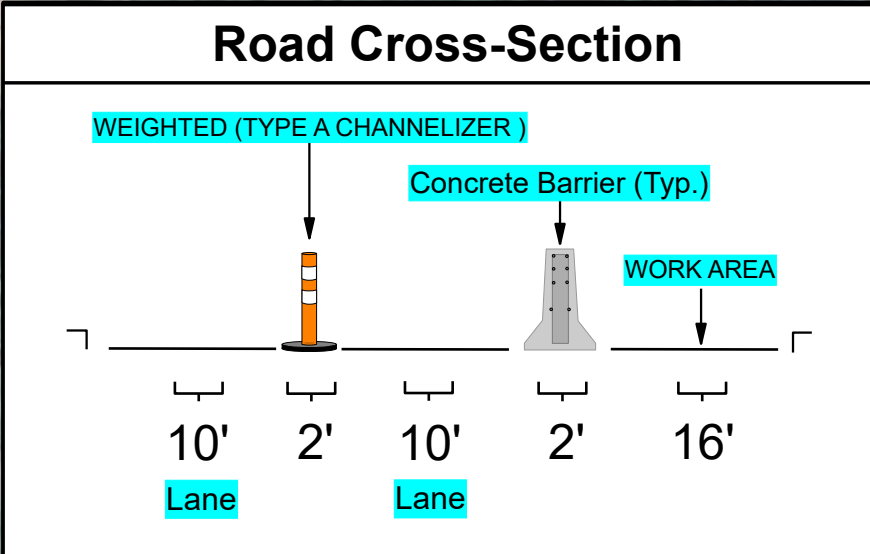 Road Cross-Section
WEIGHTED (TYPE A CHANNELIZER )
Concrete Barrier (Typ.)
WORK AREA
10'
2'
10'
2'
16'
Lane
Lane